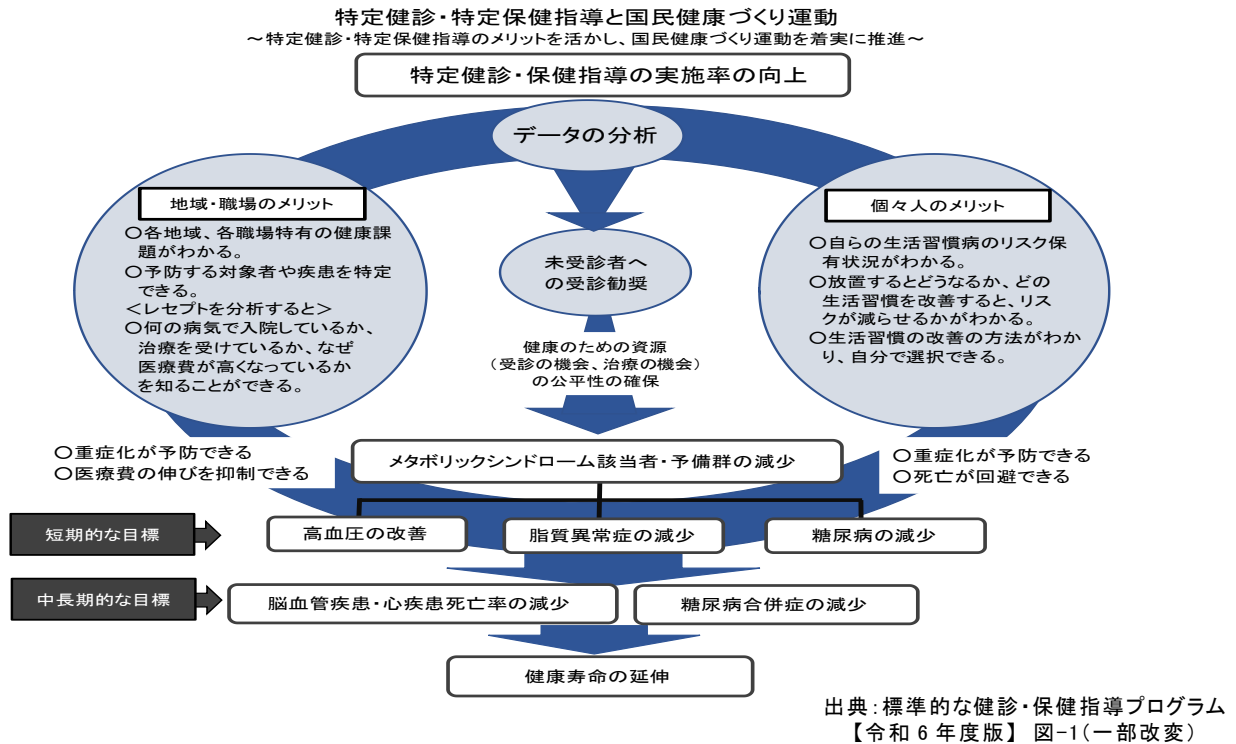 特定健診・特定保健指導と国民健康づくり運動
～特定健診・特定保健指導のメリットを活かし、国民健康づくり運動を着実に推進～
特定健診・保健指導の実施率の向上
データの分析
地域・職場のメリット
〇各地域、各職場特有の健康課
題がわかる。
〇予防する対象者や疾患を特定
できる。
＜レセプトを分析すると＞
〇何の病気で入院しているか、
治療を受けているか、なぜ
医療費が高くなっているか
を知ることができる。
未受診者へ
の受診勧奨
健康のための資源
（受診の機会、治療の機会）
の公平性の確保
個々人のメリット
〇自らの生活習慣病のリスク保
有状況がわかる。
〇放置するとどうなるか、どの
生活習慣を改善すると、リス
クが減らせるかがわかる。
〇生活習慣の改善の方法がわか
り、自分で選択できる。
〇重症化が予防できる
〇医療費の伸びを抑制できる
メタボリックシンドローム該当者・予備群の減少
〇重症化が予防できる
〇死亡が回避できる
短期的な目標
高血圧の改善
脂質異常症の減少
糖尿病の減少
中長期的な目標
脳血管疾患・心疾患死亡率の減少
糖尿病合併症の減少
健康寿命の延伸
出典：標準的な健診・保健指導プログラム
【令和６年度版】 図－１（一部改変）